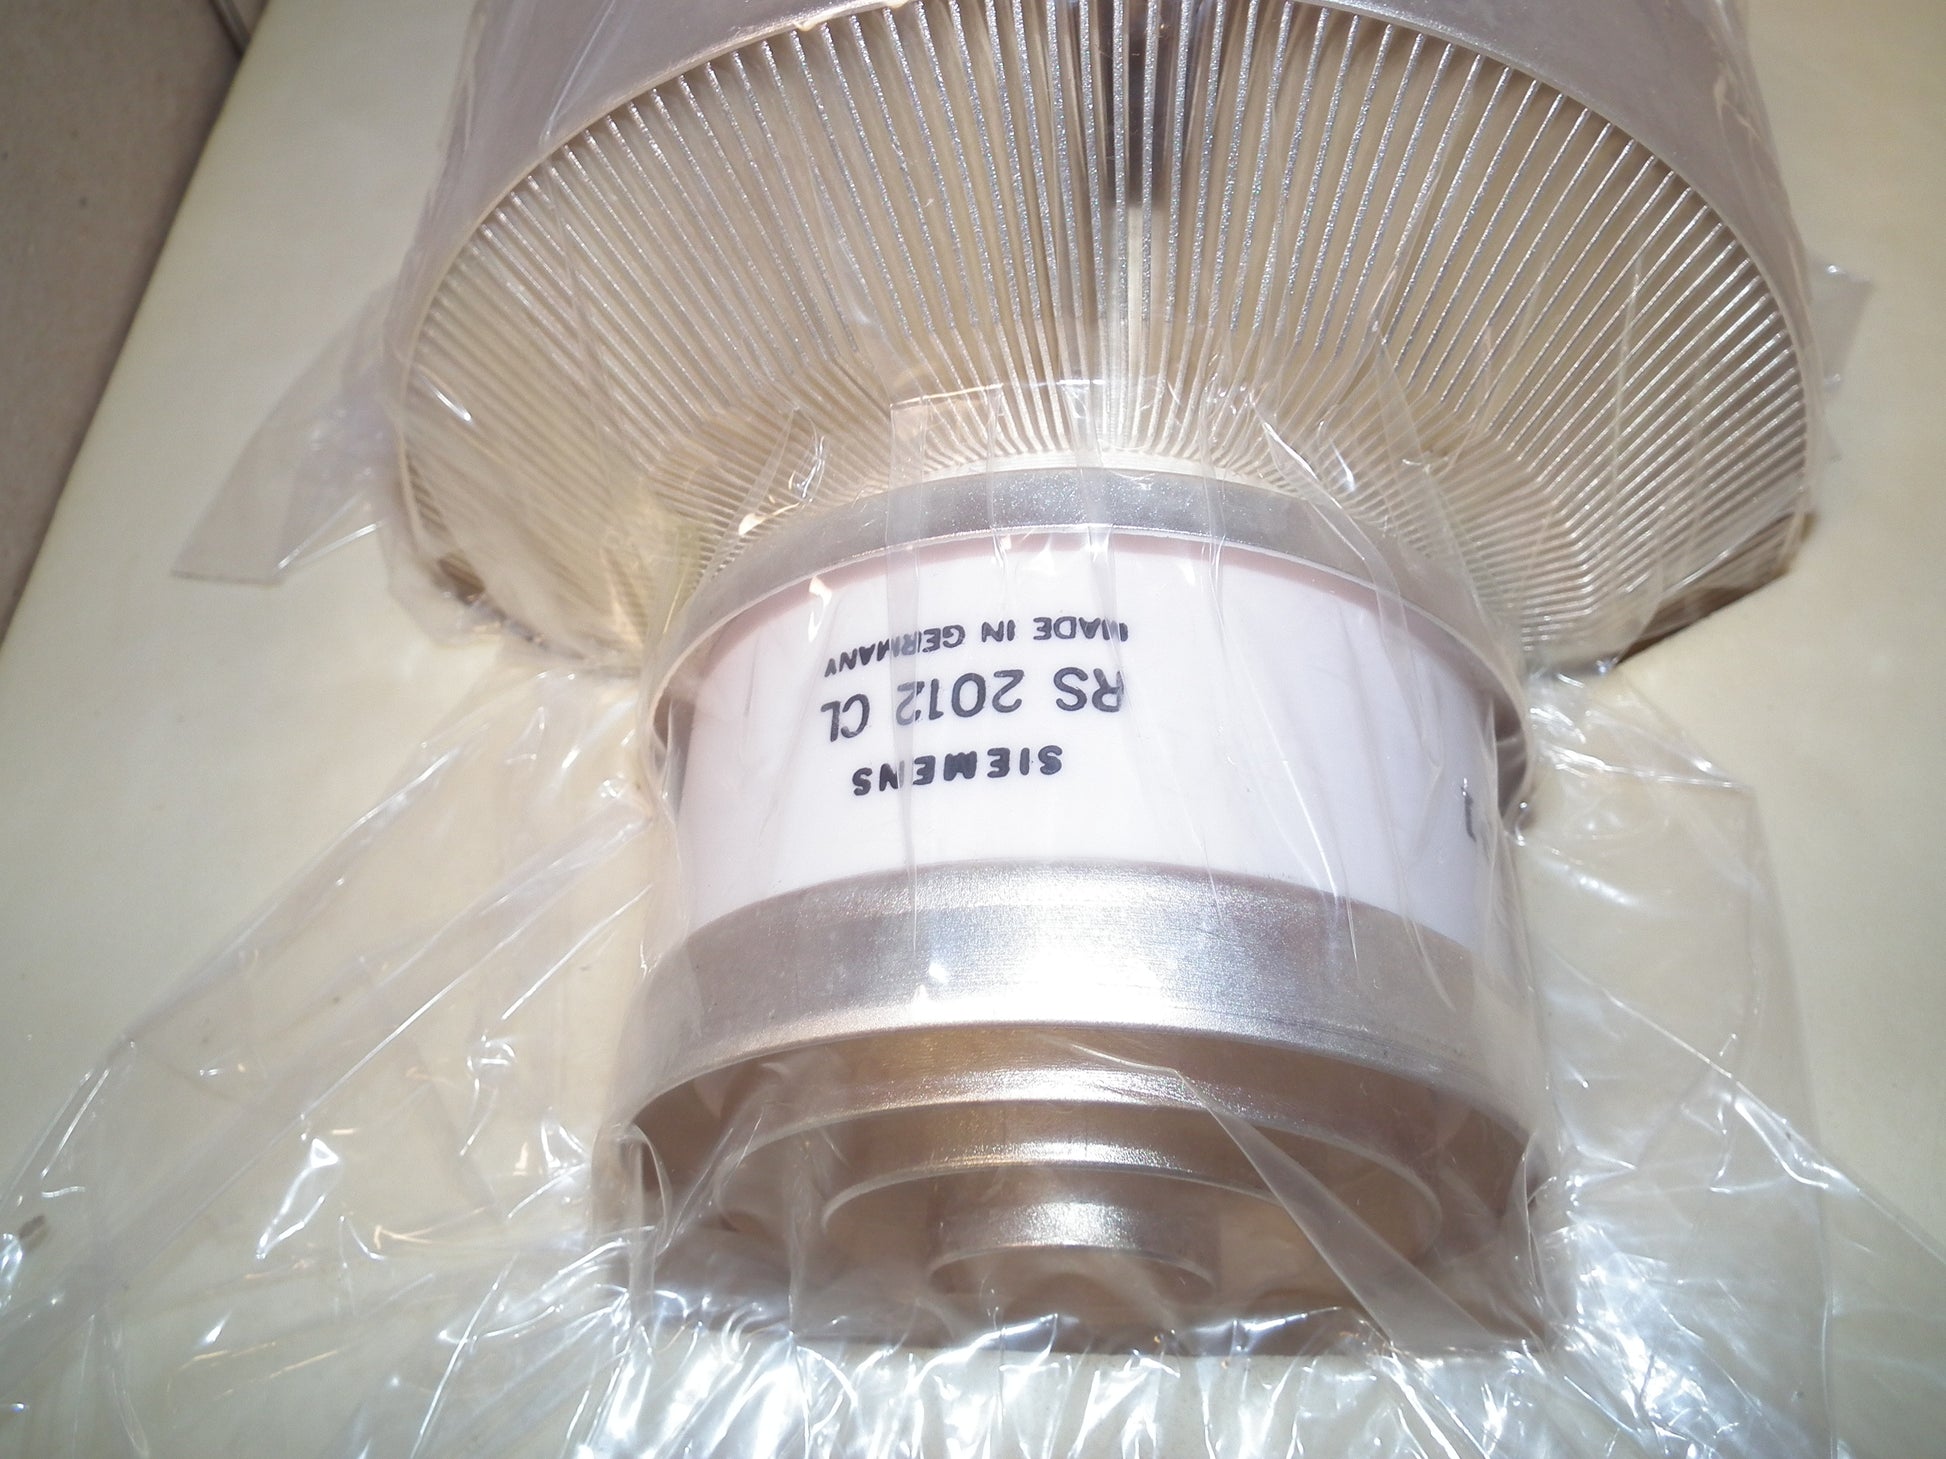 SIEMENS
RS 2012 CL
MADE IN GERMANY